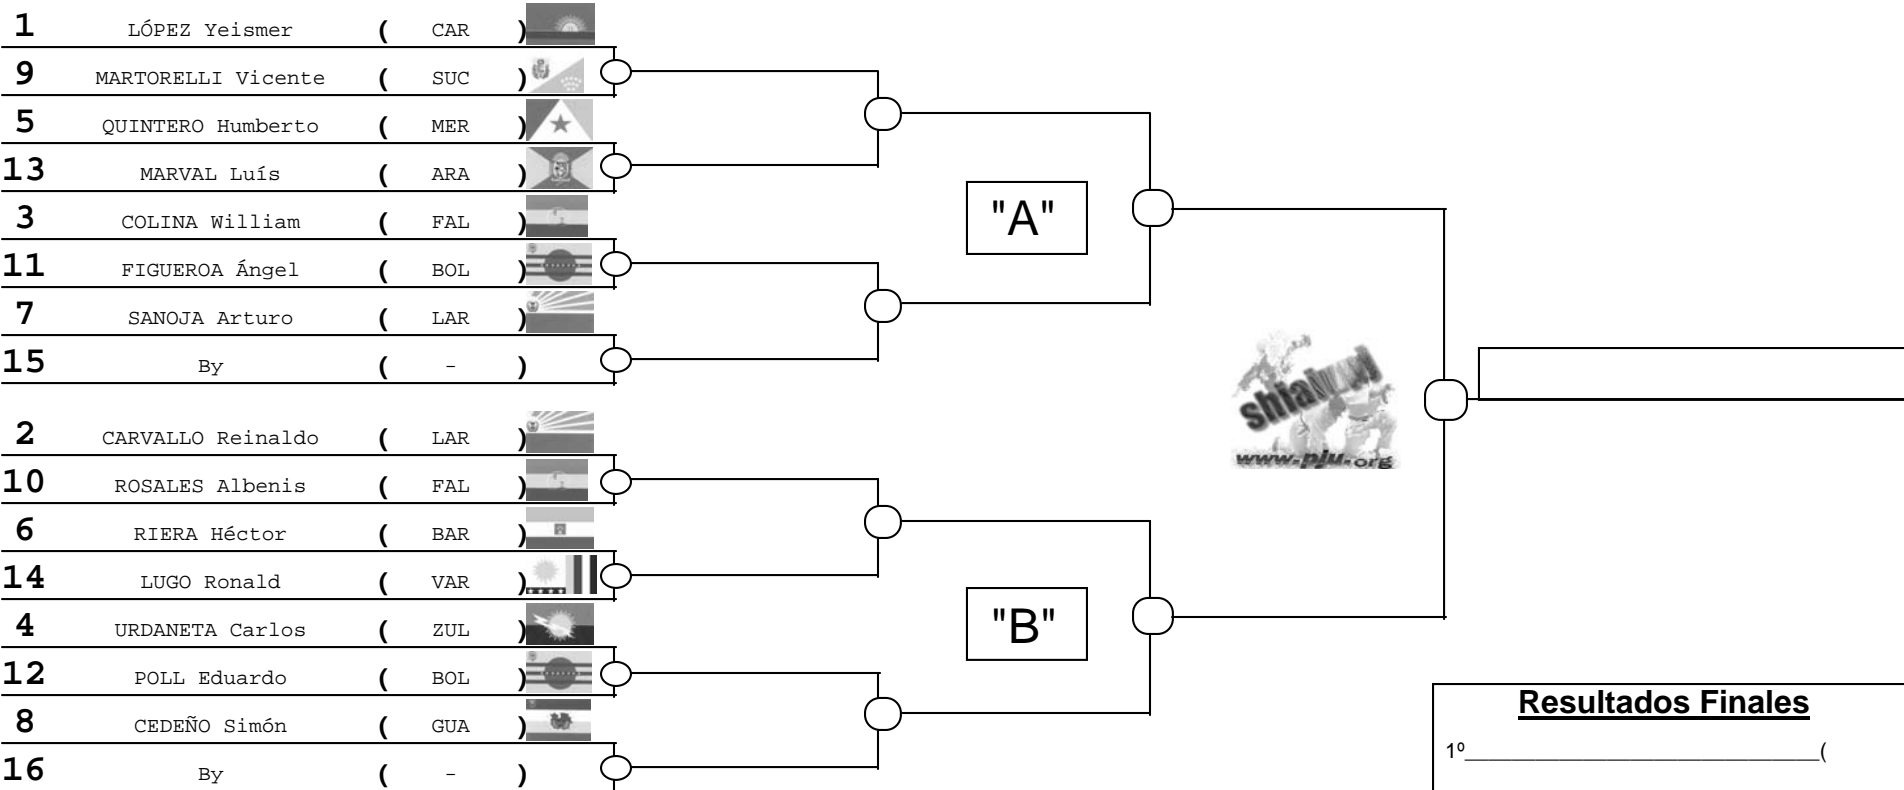 1 LÓPEZ Yeismer ( CAR )
9 MARTORELLI Vicente ( SUC )
5 QUINTERO Humberto ( MER )
13 MARVAL Luís ( ARA )
3 COLINA William ( FAL )
11 FIGUEROA Ángel ( BOL )
7 SANOJA Arturo ( LAR )
15 By ( - )
"A"
shiai
www.pju.org
2 CARVALLO Reinaldo ( LAR )
10 ROSALES Albenis ( FAL )
6 RIERA Héctor ( BAR )
14 LUGO Ronald ( VAR )
4 URDANETA Carlos ( ZUL )
12 POLL Eduardo ( BOL )
8 CEDEÑO Simón ( GUA )
16 By ( - )
"B"
Resultados Finales
1º________________________________(